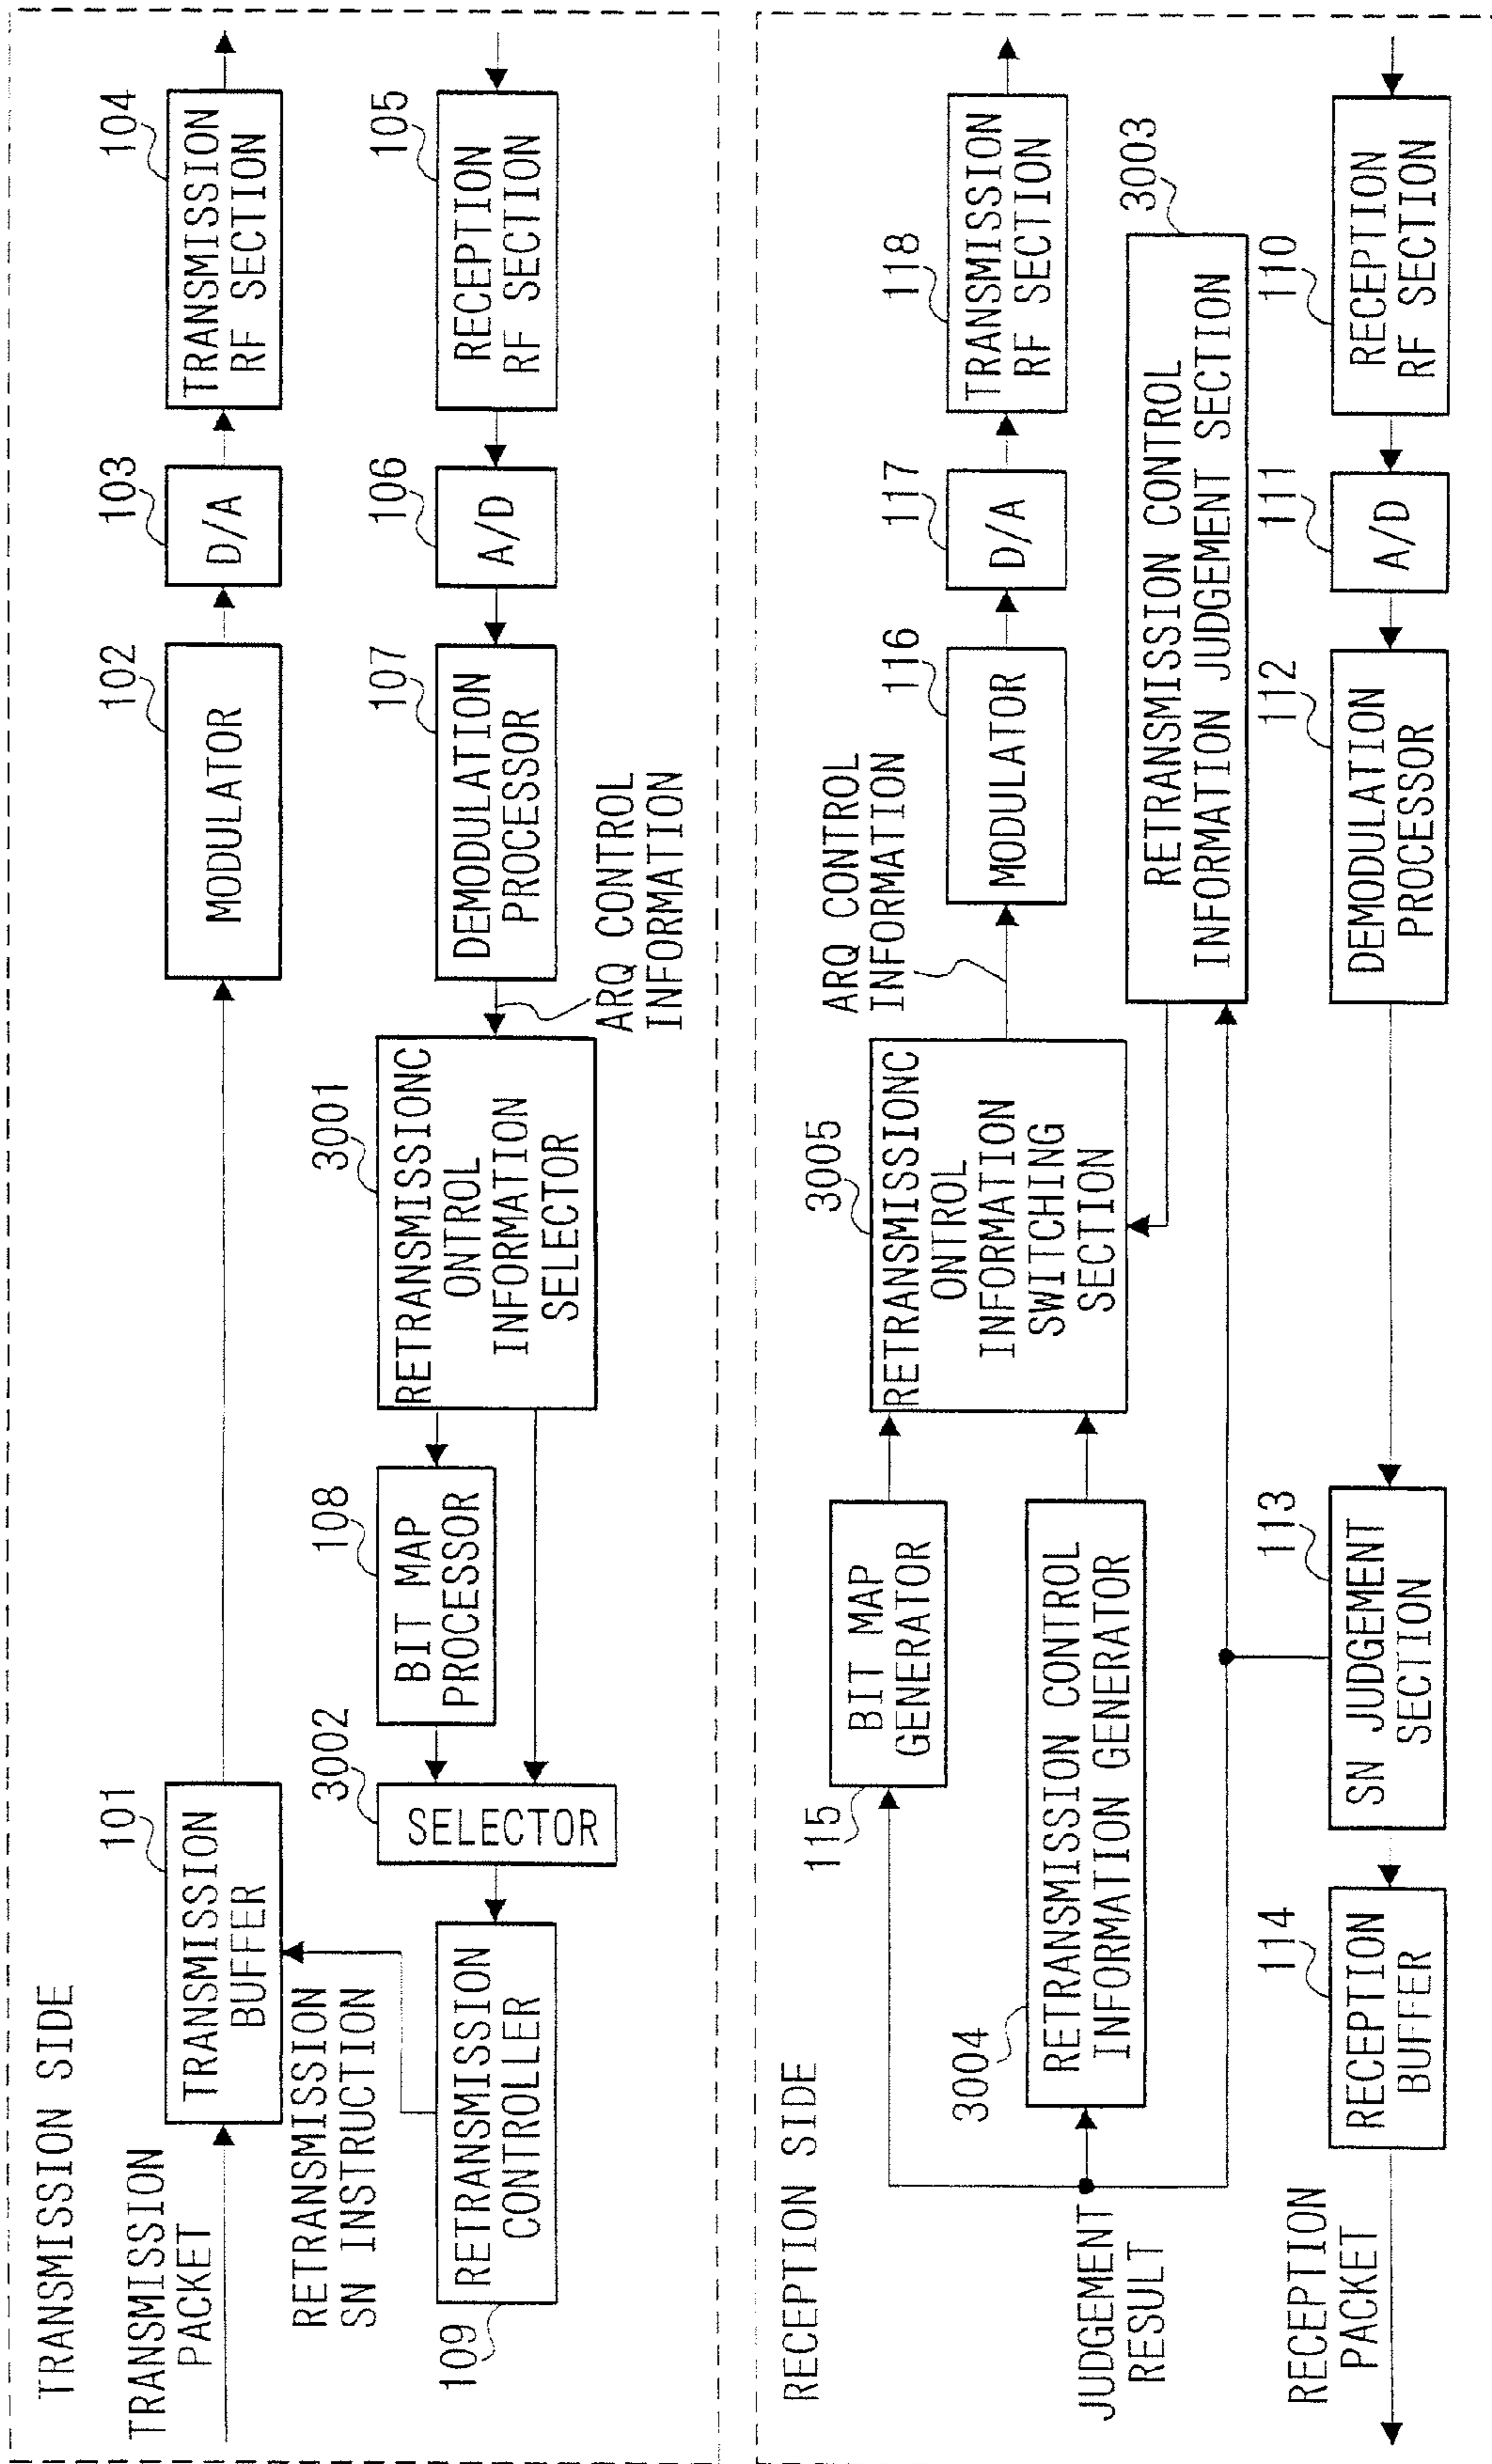 TRANSMISSION SIDE
TRANSMISSION
PACKET
101
TRANSMISSION
BUFFER
102
MODULATOR
103
D/A
104
TRANSMISSION
RF SECTION
RETRANSMISSION
SN INSTRUCTION
109
RETRANSMISSION
CONTROLLER
3002
SELECTOR
108
BIT MAP
PROCESSOR
3001
RETRANSMISSIONC
ONTROL
INFORMATION
SELECTOR
ARQ CONTROL
INFORMATION
107
DEMODULATION
PROCESSOR
106
A/D
105
RECEPTION
RF SECTION
RECEPTION SIDE
JUDGEMENT
RESULT
115
BIT MAP
GENERATOR
3004
RETRANSMISSION CONTROL
INFORMATION GENERATOR
3005
RETRANSMISSIONC
ONTROL
INFORMATION
SWITCHING
SECTION
ARQ CONTROL
INFORMATION
116
MODULATOR
117
D/A
118
TRANSMISSION
RF SECTION
3003
RETRANSMISSION CONTROL
INFORMATION JUDGEMENT SECTION
RECEPTION
PACKET
114
RECEPTION
BUFFER
113
SN JUDGEMENT
SECTION
112
DEMODULATION
PROCESSOR
111
A/D
110
RECEPTION
RF SECTION